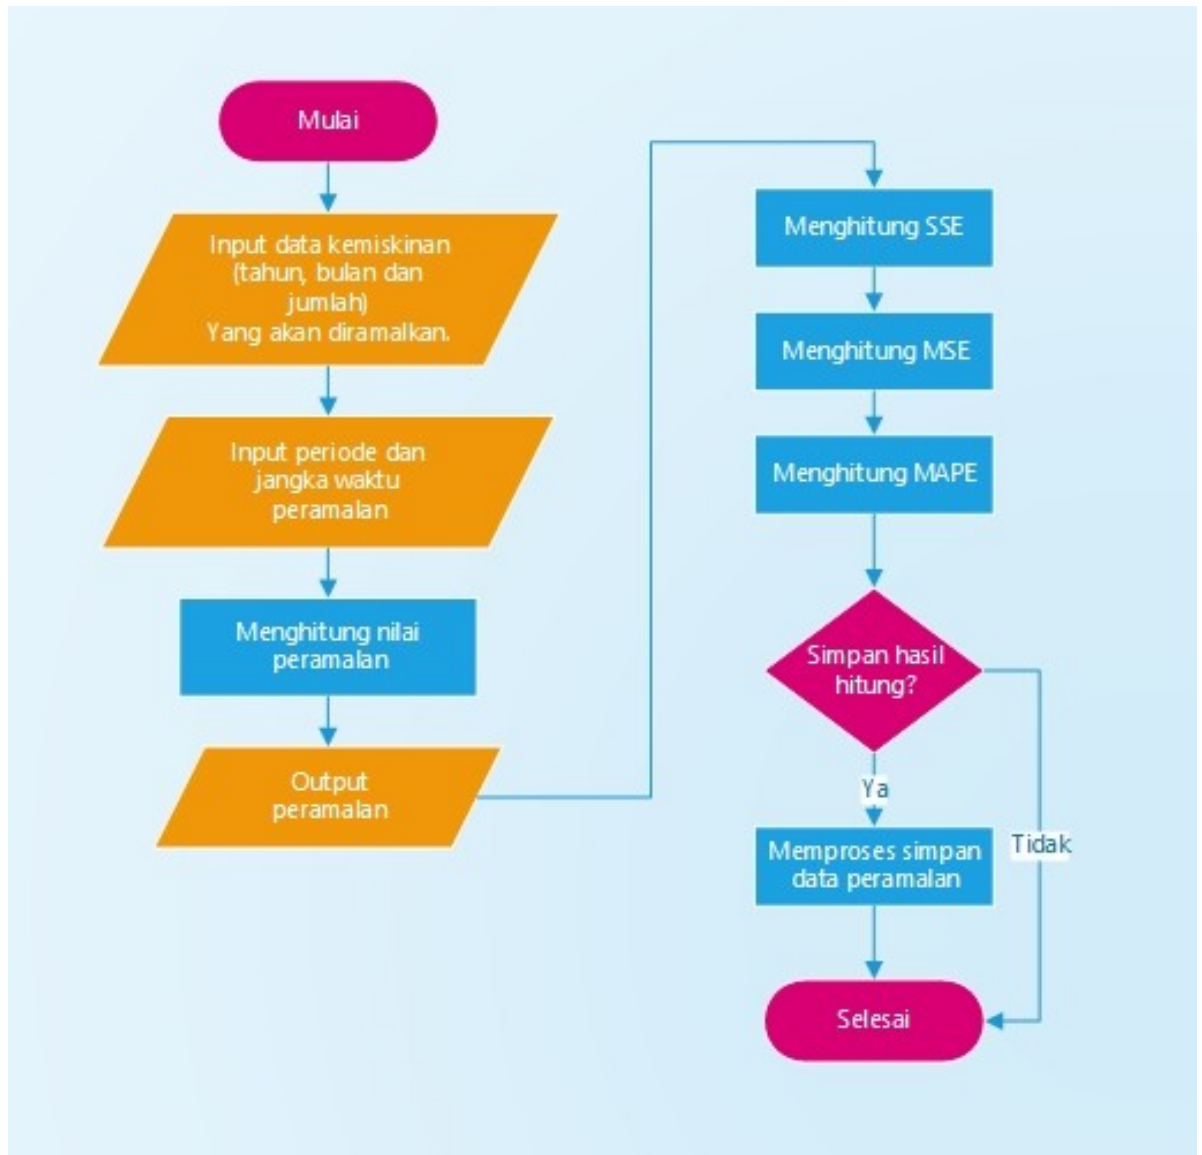 Mulai
Input data kemiskinan
(tahun, bulan dan
jumlah)
Yang akan diramalkan.
Input periode dan
jangka waktu
peramalan
Menghitung nilai
peramalan
Output
peramalan
Menghitung SSE
Menghitung MSE
Menghitung MAPE
Simpan hasil
hitung?
Ya
Tidak
Memproses simpan
data peramalan
Selesai